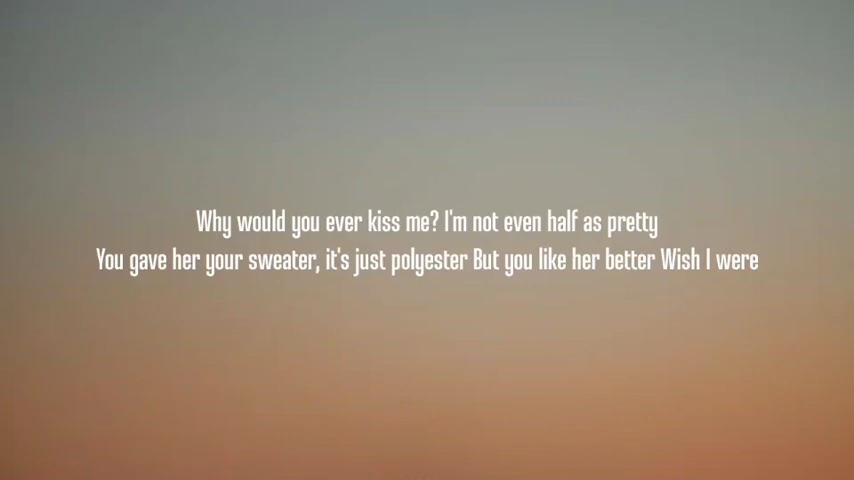 Why would you ever kiss me? I'm not even half as pretty
You gave her your sweater, it's just polyester But you like her better Wish I were